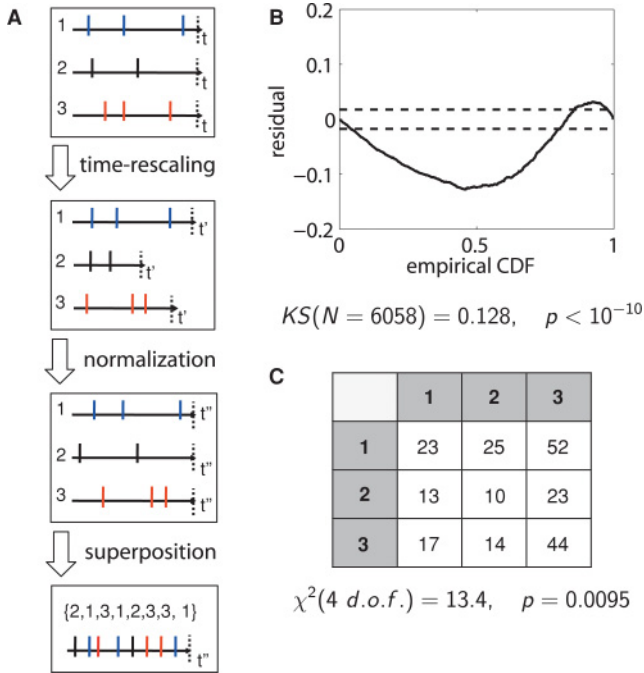 A
1
t
2
t
3
t
time-rescaling
1
t'
2
t'
3
t'
normalization
1
t"
2
t"
3
t"
superposition
{2,1,3,1,2,3,3, 1}
t"
B
0.2
0.1
0
−0.1
−0.2
residual
0 0.5 1
empirical CDF
KS(N = 6058) = 0.128, p < 10⁻¹⁰
C
1 2 3
1 23 25 52
2 13 10 23
3 17 14 44
χ²(4 d.o.f.) = 13.4, p = 0.0095